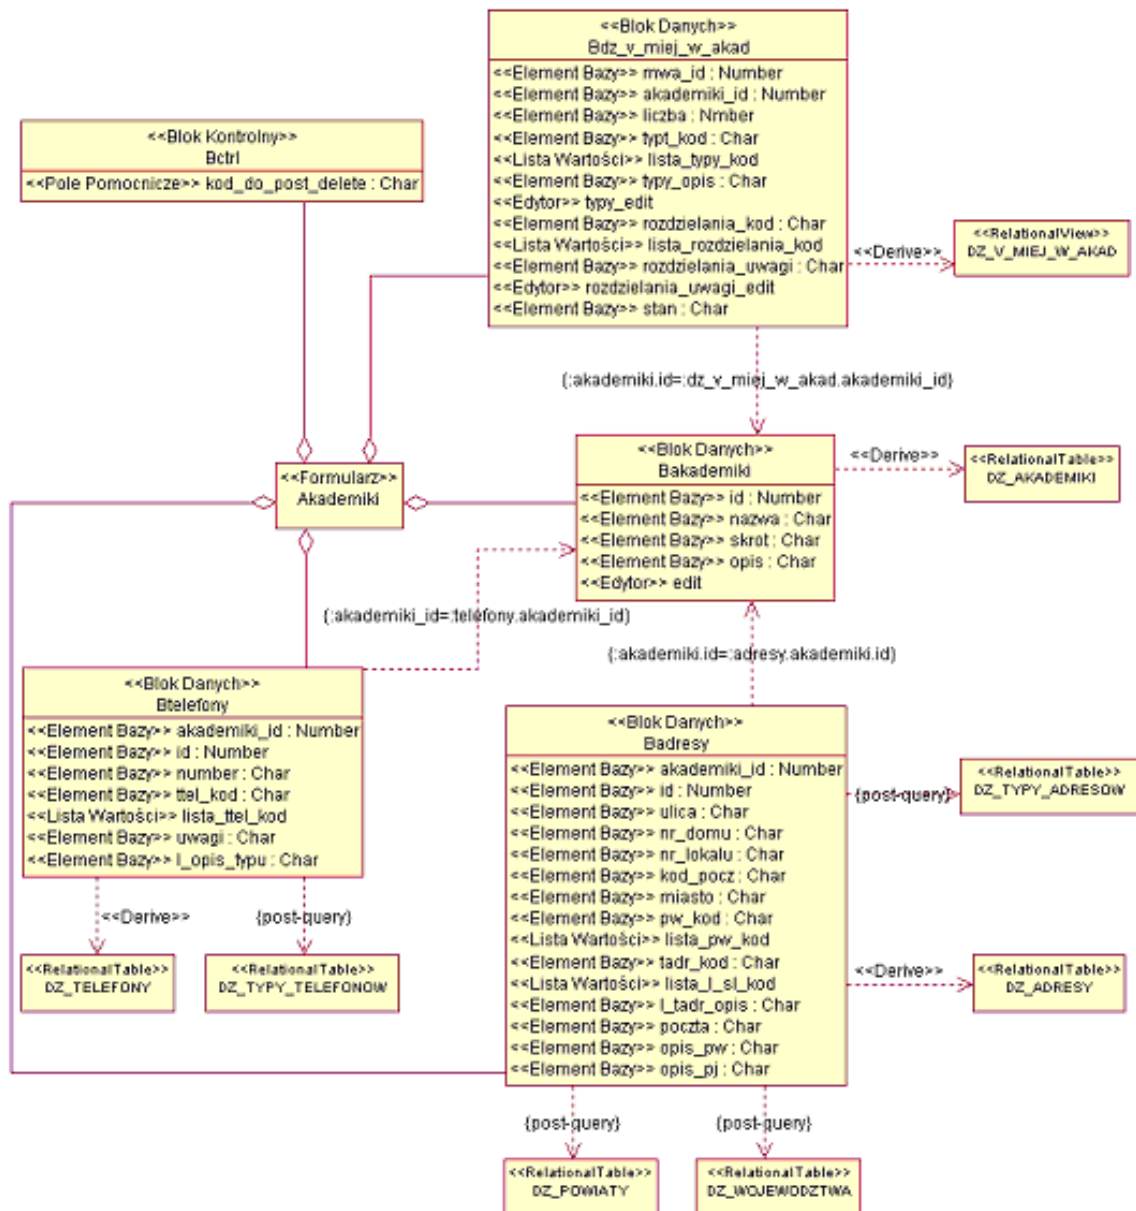 <<Blok Danych>>
Bdz_v_miej_w_akad
<<Element Bazy>> mwa_id : Number
<<Element Bazy>> akademiki_id : Number
<<Element Bazy>> liczba : Nmber
<<Element Bazy>> typt_kod : Char
<<Lista Wartości>> lista_typy_kod
<<Element Bazy>> typy_opis : Char
<<Edytor>> typy_edit
<<Element Bazy>> rozdzielania_kod : Char
<<Lista Wartości>> lista_rozdzielania_kod
<<Element Bazy>> rozdzielania_uwagi : Char
<<Edytor>> rozdzielania_uwagi_edit
<<Element Bazy>> stan : Char
<<Blok Kontrolny>>
Bctrl
<<Pole Pomocnicze>> kod_do_post_delete : Char
<<Derive>>
<<RelationalView>>
DZ_V_MIEJ_W_AKAD
{:akademiki.id=:dz_v_miej_w_akad.akademiki_id}
<<Formularz>>
Akademiki
<<Blok Danych>>
Bakademiki
<<Element Bazy>> id : Number
<<Element Bazy>> nazwa : Char
<<Element Bazy>> skrot : Char
<<Element Bazy>> opis : Char
<<Edytor>> edit
<<Derive>>
<<RelationalTable>>
DZ_AKADEMIKI
{:akademiki_id=:telefony.akademiki_id}
{:akademiki.id=:adresy.akademiki.id}
<<Blok Danych>>
Btelefony
<<Element Bazy>> akademiki_id : Number
<<Element Bazy>> id : Number
<<Element Bazy>> number : Char
<<Element Bazy>> ttel_kod : Char
<<Lista Wartości>> lista_ttel_kod
<<Element Bazy>> uwagi : Char
<<Element Bazy>> l_opis_typu : Char
<<Derive>>
{post-query}
<<RelationalTable>>
DZ_TELEFONY
<<RelationalTable>>
DZ_TYPY_TELEFONOW
<<Blok Danych>>
Badresy
<<Element Bazy>> akademiki_id : Number
<<Element Bazy>> id : Number
<<Element Bazy>> ulica : Char
<<Element Bazy>> nr_domu : Char
<<Element Bazy>> nr_lokalu : Char
<<Element Bazy>> kod_pocz : Char
<<Element Bazy>> miasto : Char
<<Element Bazy>> pw_kod : Char
<<Lista Wartości>> lista_pw_kod
<<Element Bazy>> tadr_kod : Char
<<Lista Wartości>> lista_l_sl_kod
<<Element Bazy>> l_tadr_opis : Char
<<Element Bazy>> poczta : Char
<<Element Bazy>> opis_pw : Char
<<Element Bazy>> opis_pj : Char
{post-query}
<<RelationalTable>>
DZ_TYPY_ADRESOW
<<Derive>>
<<RelationalTable>>
DZ_ADRESY
{post-query}
{post-query}
<<RelationalTable>>
DZ_POWIATY
<<RelationalTable>>
DZ_WOJEWODZTWA